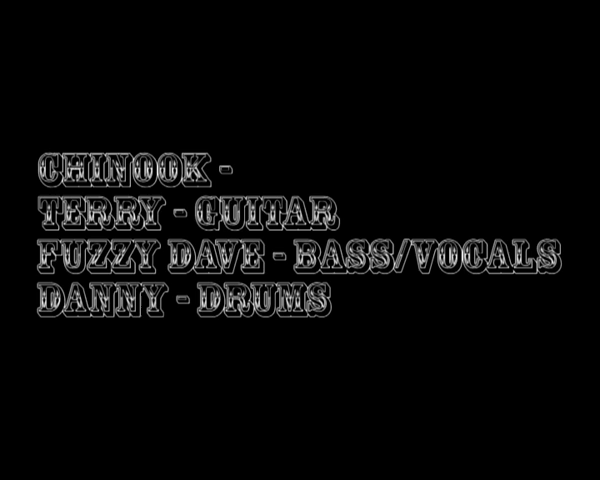 CHINOOK -
TERRY - GUITAR
FUZZY DAVE - BASS/VOCALS
DANNY - DRUMS